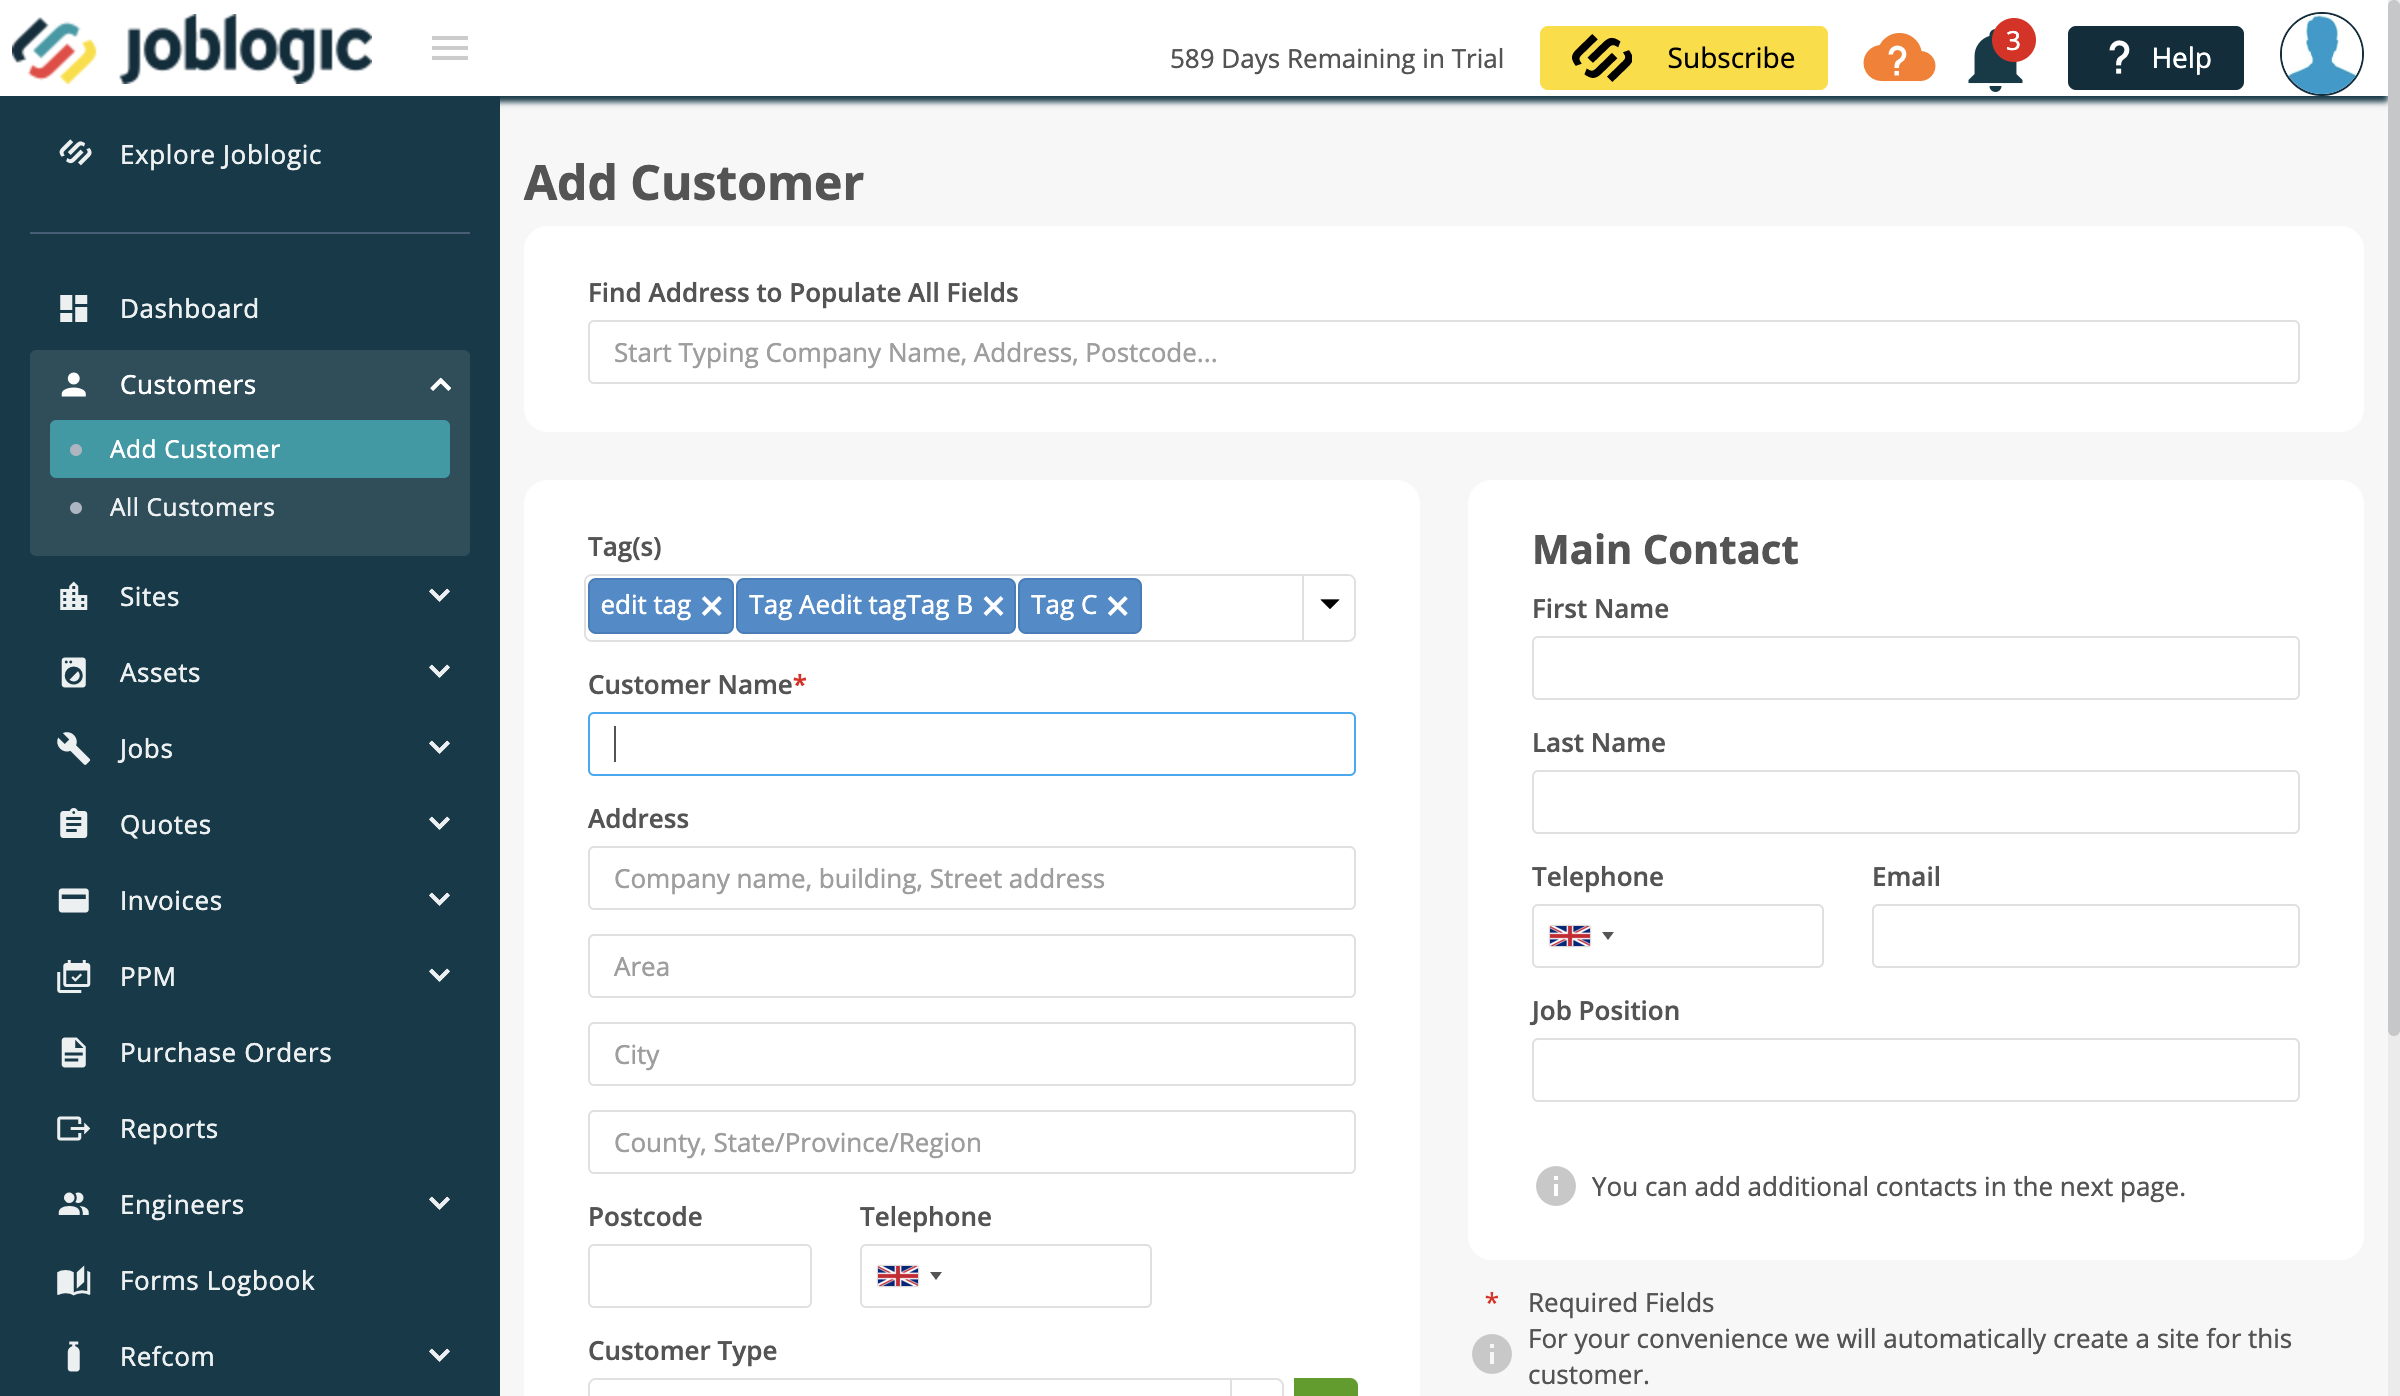 joblogic
589 Days Remaining in Trial
Subscribe
?
3
? Help
Explore Joblogic
Dashboard
Customers
Add Customer
All Customers
Sites
Assets
Jobs
Quotes
Invoices
PPM
Purchase Orders
Reports
Engineers
Forms Logbook
Refcom
Add Customer
Find Address to Populate All Fields
Start Typing Company Name, Address, Postcode...
Tag(s)
edit tag
Tag Aedit tagTag B
Tag C
Customer Name*
Address
Company name, building, Street address
Area
City
County, State/Province/Region
Postcode
Telephone
Customer Type
Main Contact
First Name
Last Name
Telephone
Email
Job Position
i You can add additional contacts in the next page.
* Required Fields
i For your convenience we will automatically create a site for this
customer.